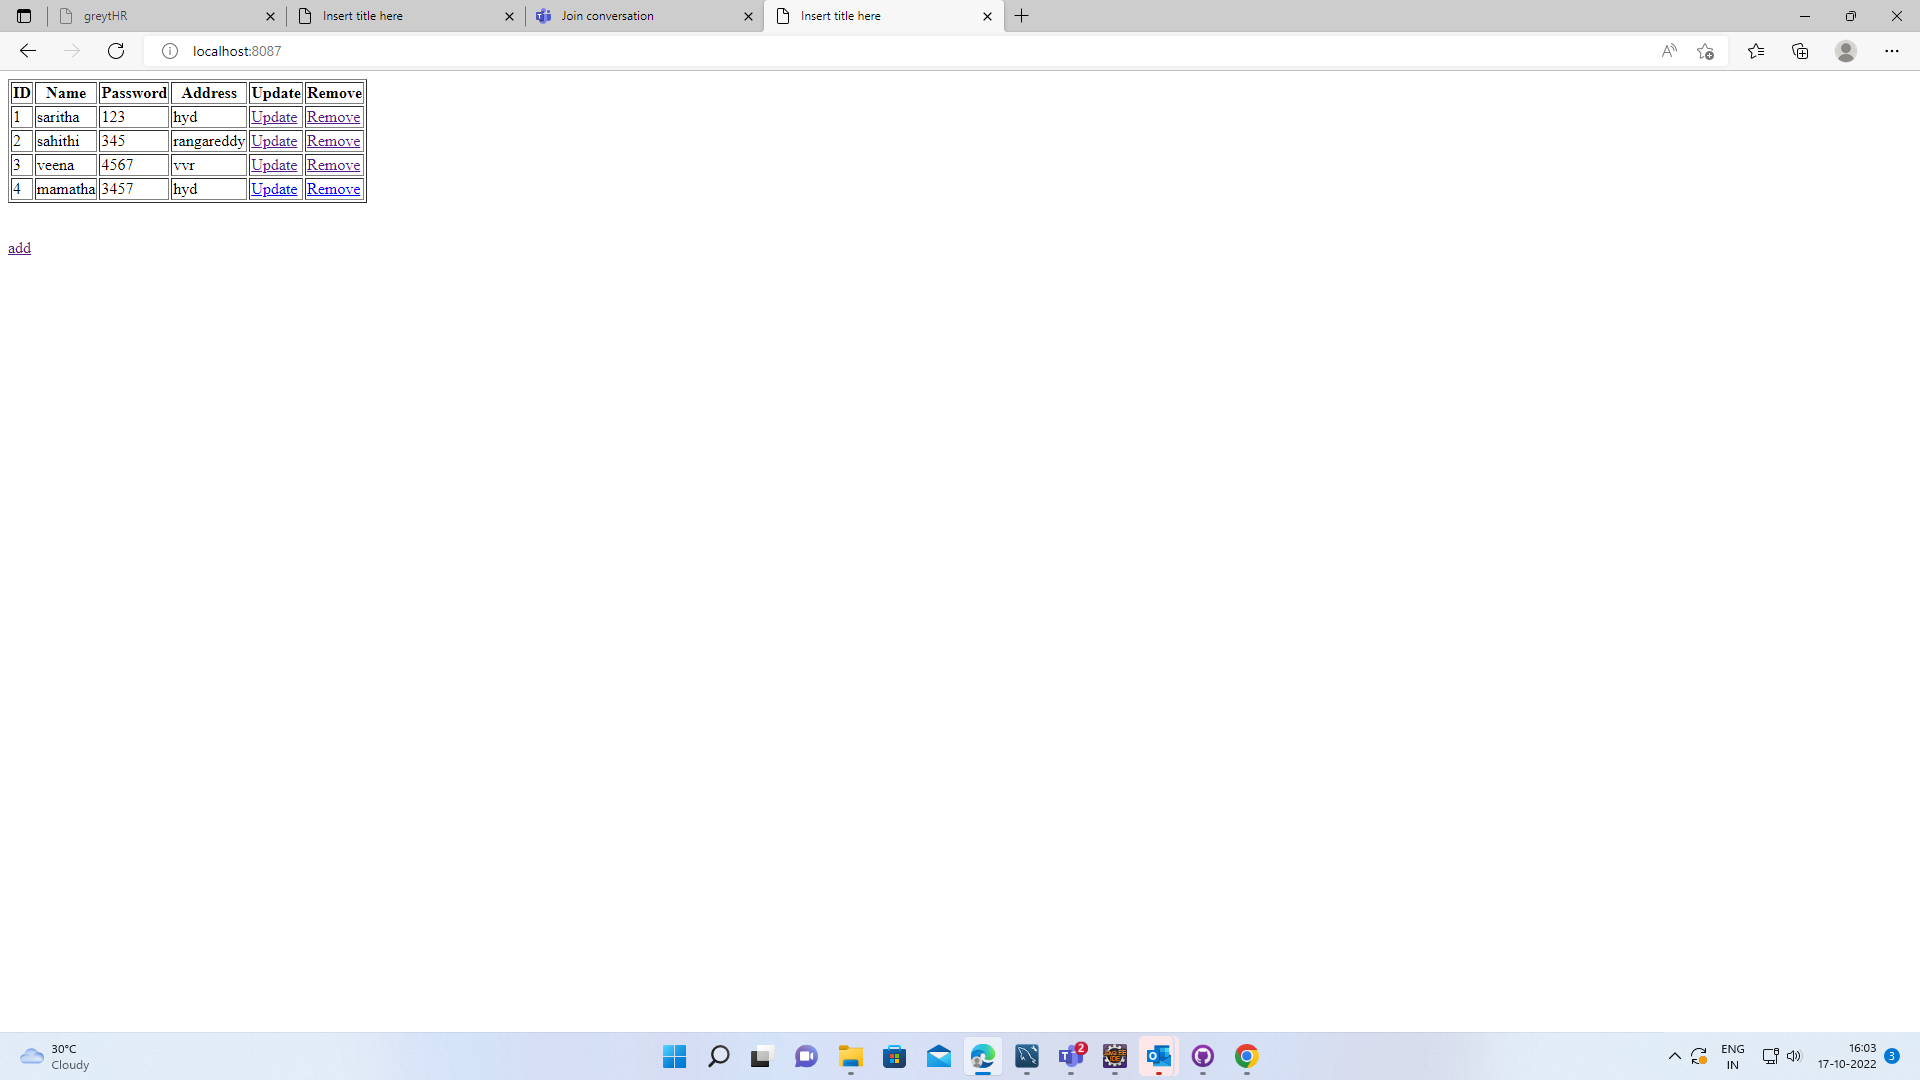 greytHR
Insert title here
Join conversation
Insert title here
localhost:8087
ID Name Password Address Update Remove
1 saritha 123 hyd Update Remove
2 sahithi 345 rangareddy Update Remove
3 veena 4567 vvr Update Remove
4 mamatha 3457 hyd Update Remove
add
30°C
Cloudy
2
ENG
IN
16:03
17-10-2022
3